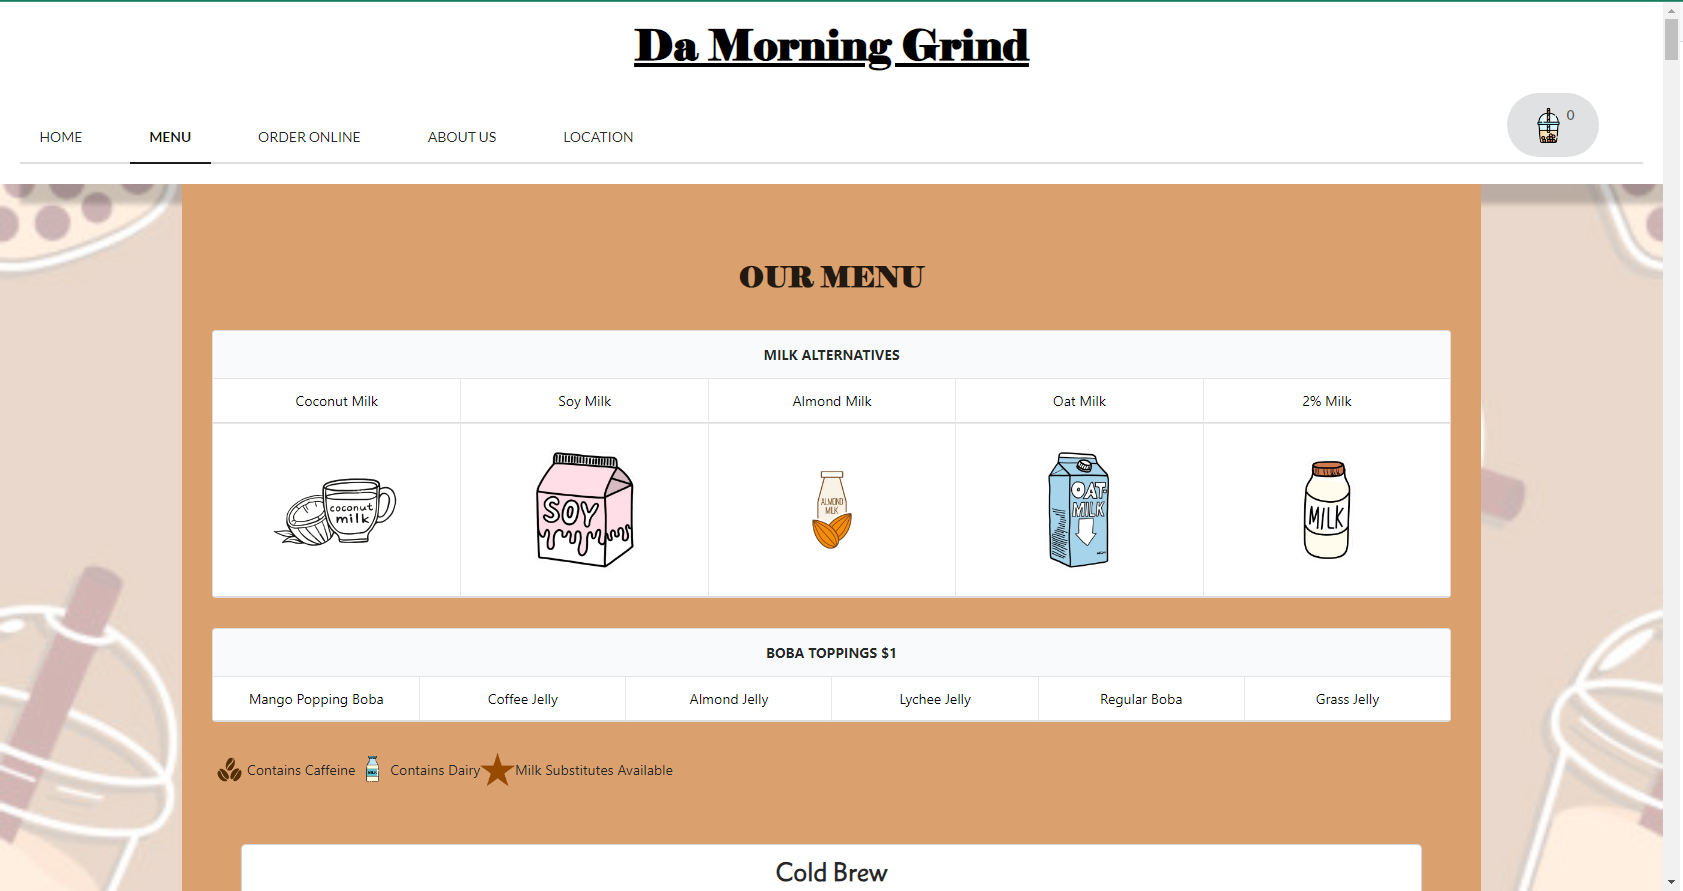 Da Morning Grind
0
HOME MENU ORDER ONLINE ABOUT US LOCATION
OUR MENU
MILK ALTERNATIVES
Coconut Milk Soy Milk Almond Milk Oat Milk 2% Milk
coconut
milk
SOY
ALMOND
MILK
OAT
MILK
MILK
BOBA TOPPINGS $1
Mango Popping Boba Coffee Jelly Almond Jelly Lychee Jelly Regular Boba Grass Jelly
Contains Caffeine Contains Dairy Milk Substitutes Available
Cold Brew